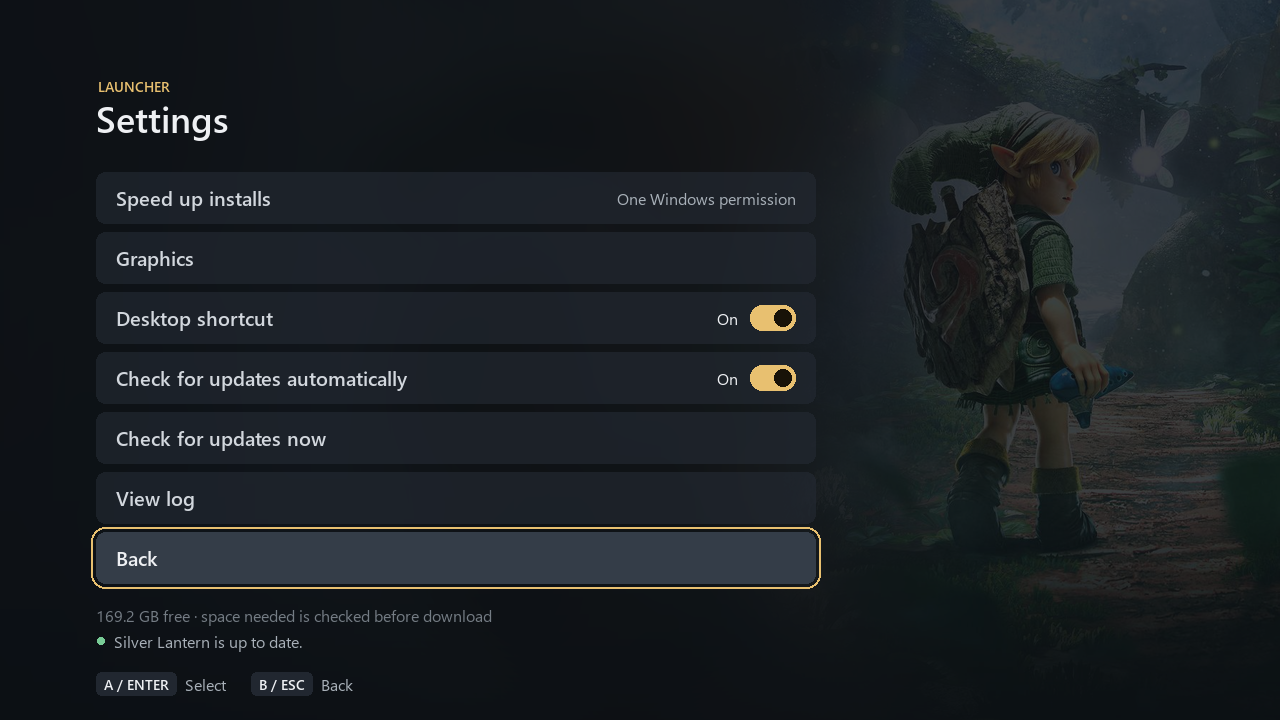 LAUNCHER
Settings
Speed up installs One Windows permission
Graphics
Desktop shortcut On
Check for updates automatically On
Check for updates now
View log
Back
169.2 GB free · space needed is checked before download
Silver Lantern is up to date.
A / ENTER Select B / ESC Back